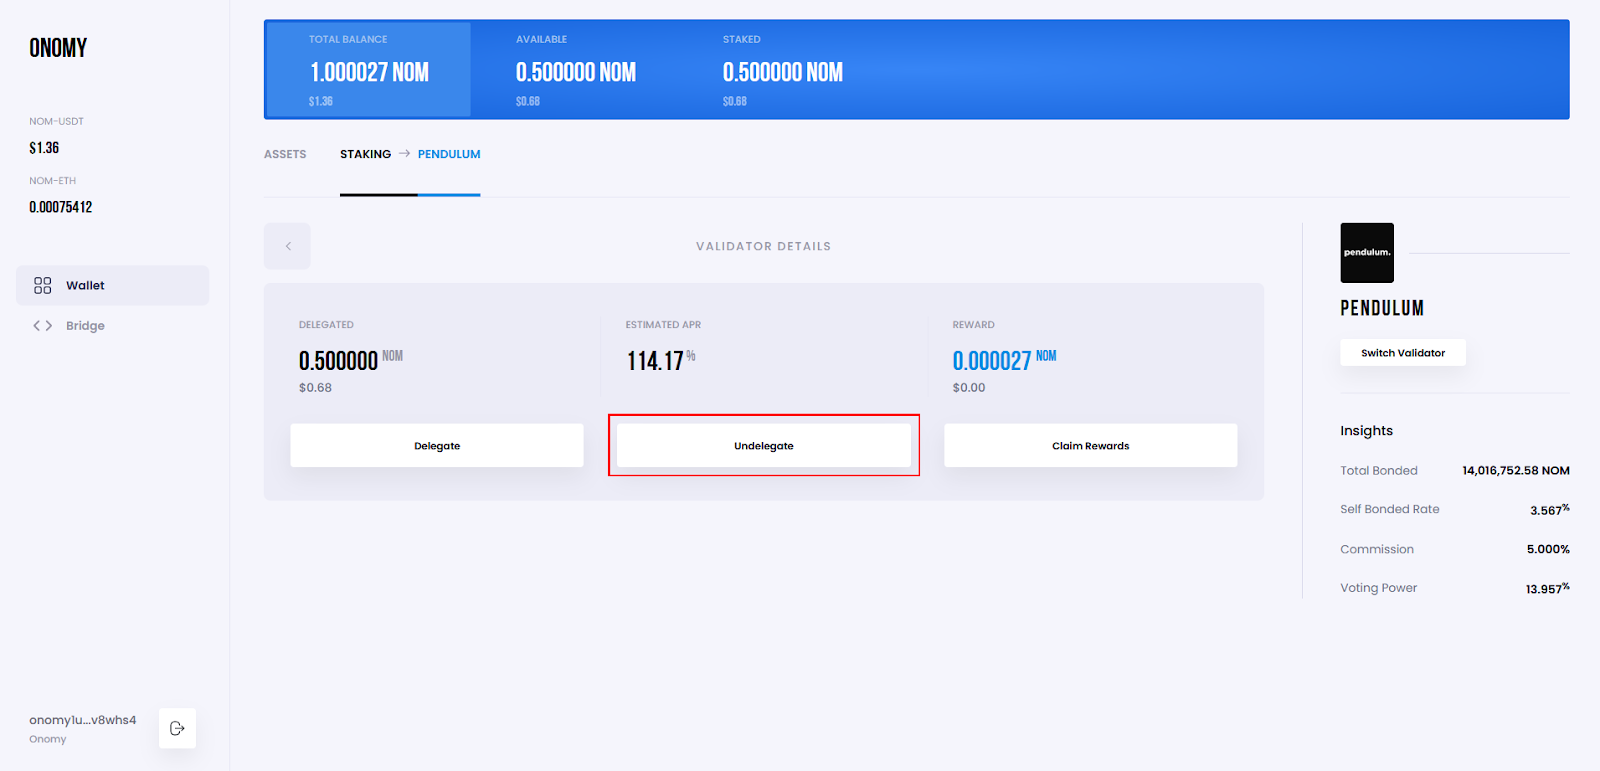 ONOMY
NOM-USDT
$1.36
NOM-ETH
0.00075412
Wallet
Bridge
onomy1u...v8whs4
Onomy
TOTAL BALANCE
1.000027 NOM
$1.36
AVAILABLE
0.500000 NOM
$0.68
STAKED
0.500000 NOM
$0.68
ASSETS
STAKING → PENDULUM
VALIDATOR DETAILS
DELEGATED
0.500000 NOM
$0.68
ESTIMATED APR
114.17 %
REWARD
0.000027 NOM
$0.00
Delegate
Undelegate
Claim Rewards
pendulum.
PENDULUM
Switch Validator
Insights
Total Bonded 14,016,752.58 NOM
Self Bonded Rate 3.567%
Commission 5.000%
Voting Power 13.957%